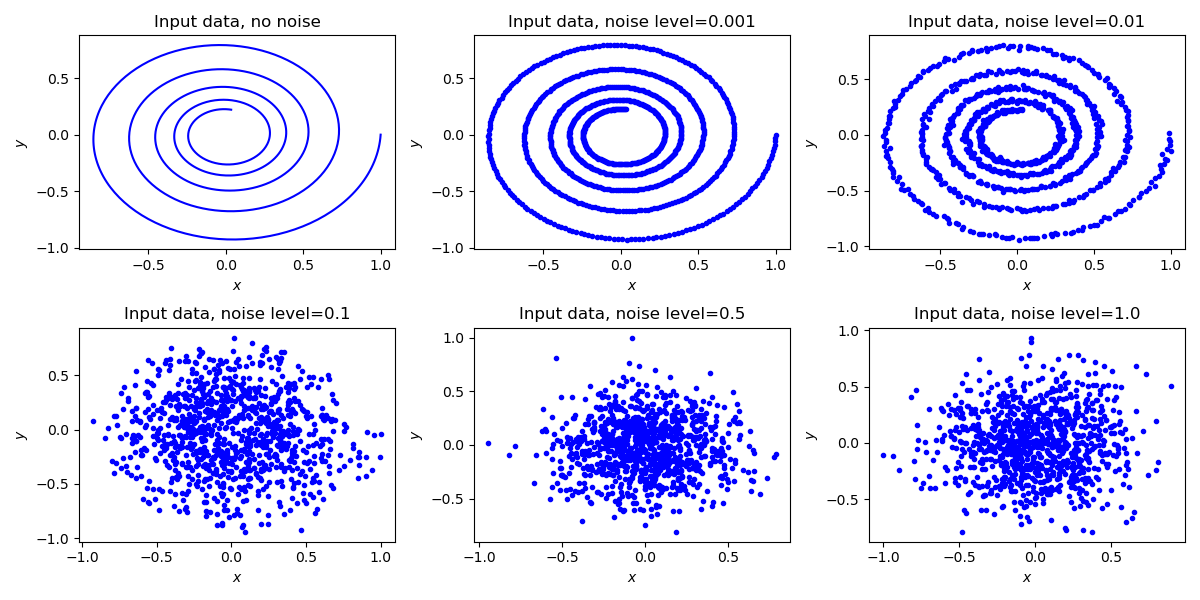 Input data, no noise
Input data, noise level=0.001
Input data, noise level=0.01
y
0.5
0.0
−0.5
−1.0
−0.5
0.0
0.5
1.0
x
y
0.5
0.0
−0.5
−1.0
−0.5
0.0
0.5
1.0
x
y
0.5
0.0
−0.5
−1.0
−0.5
0.0
0.5
1.0
x
Input data, noise level=0.1
Input data, noise level=0.5
Input data, noise level=1.0
y
0.5
0.0
−0.5
−1.0
−1.0
−0.5
0.0
0.5
1.0
x
y
1.0
0.5
0.0
−0.5
−1.0
−0.5
0.0
0.5
x
y
1.0
0.5
0.0
−0.5
−1.0
−0.5
0.0
0.5
x